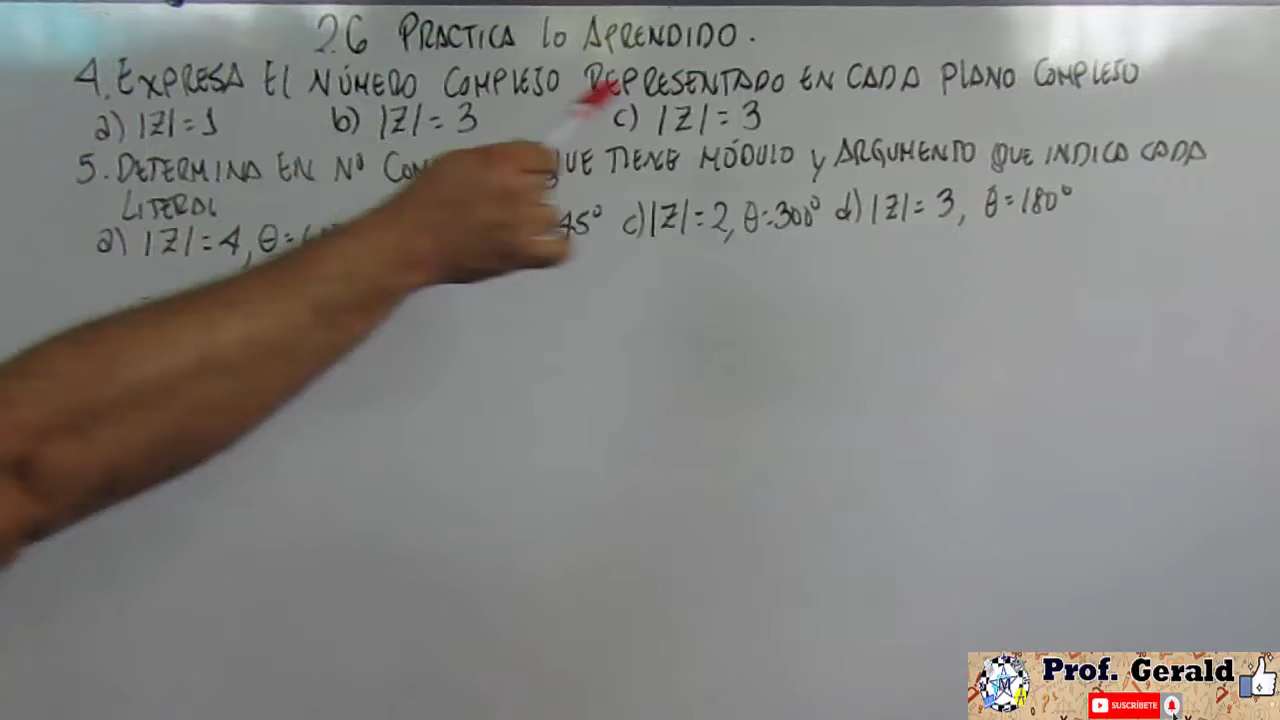 2.6 PRACTICA lo APRENDIDO.
4. EXPRESA El NÚMERO COMPLEJO REPRESENTADO EN CADA PLANO COMPLEJO
a) |Z| = 1 b) |Z| = 3 c) |Z| = 3
5. DETERMINA EN Nº TIENE MÓDULO y ARGUMENTO QUE INDICA CADA
LITERAL
a) |Z| = 4, θ = 45° c) |Z| = 2, θ = 300° d) |Z| = 3, θ = 180°
Prof. Gerald
SUSCRÍBETE